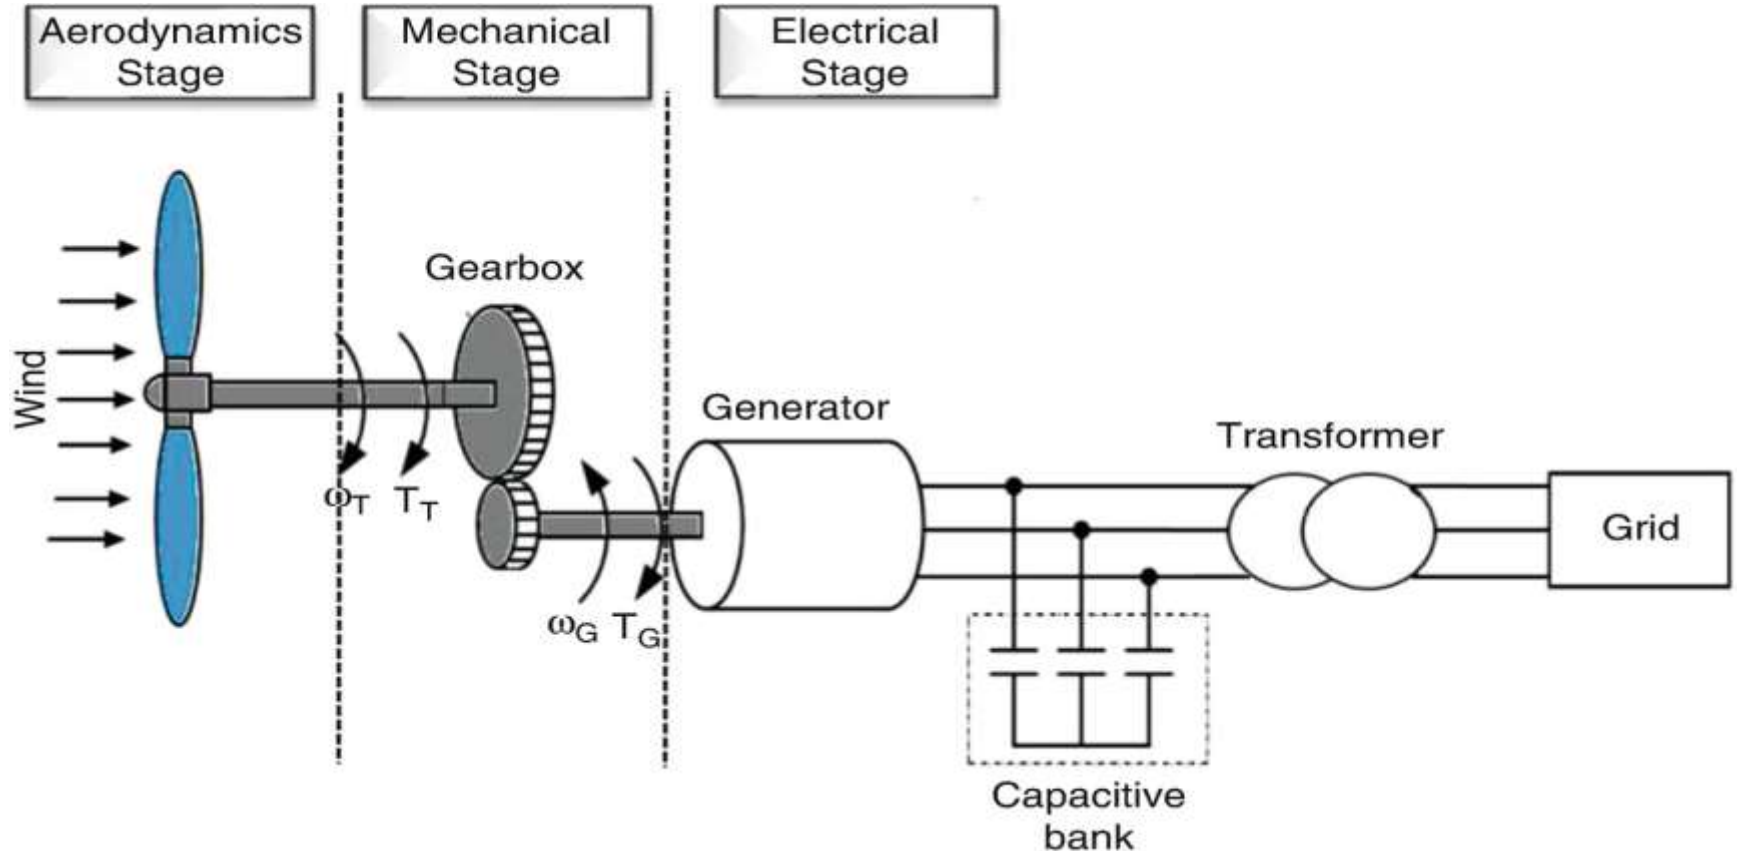 Aerodynamics
Stage
Mechanical
Stage
Electrical
Stage
Gearbox
Wind
Generator
Transformer
ωT TT
Grid
ωG TG
Capacitive
bank